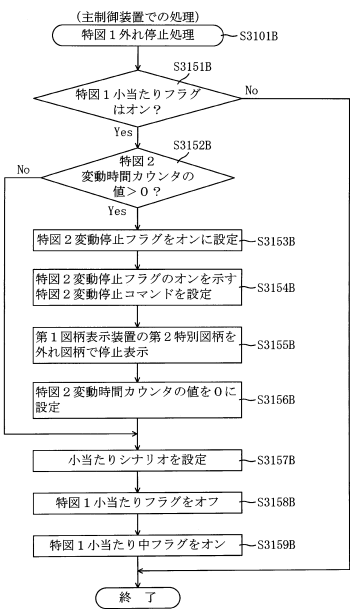 (主制御装置での処理)
特図1外れ停止処理
S3101B
S3151B
特図1小当たりフラグ
はオン?
No
Yes
S3152B
特図2
変動時間カウンタの
値>0?
No
Yes
特図2変動停止フラグをオンに設定
S3153B
特図2変動停止フラグのオンを示す
特図2変動停止コマンドを設定
S3154B
第1図柄表示装置の第2特別図柄を
外れ図柄で停止表示
S3155B
特図2変動時間カウンタの値を0に
設定
S3156B
小当たりシナリオを設定
S3157B
特図1小当たりフラグをオフ
S3158B
特図1小当たり中フラグをオン
S3159B
終 了